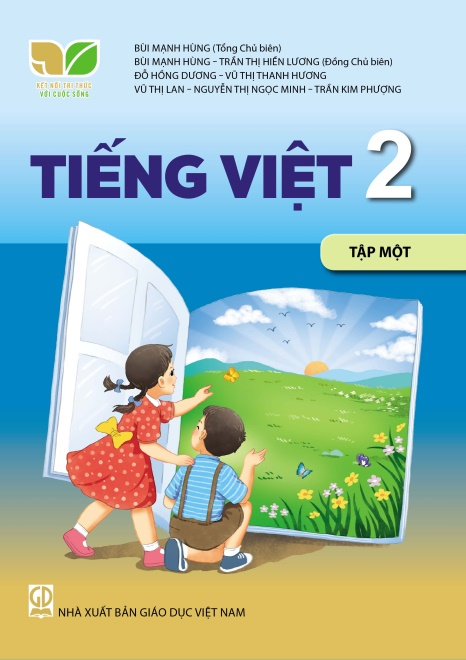 BÙI MẠNH HÙNG (Tổng Chủ biên)
BÙI MẠNH HÙNG – TRẦN THỊ HIỀN LƯƠNG (Đồng Chủ biên)
ĐỖ HỒNG DƯƠNG – VŨ THỊ THANH HƯƠNG
VŨ THỊ LAN – NGUYỄN THỊ NGỌC MINH – TRẦN KIM PHƯỢNG
KẾT NỐI TRI THỨC
VỚI CUỘC SỐNG
TIẾNG VIỆT 2
TẬP MỘT
GD
NHÀ XUẤT BẢN GIÁO DỤC VIỆT NAM